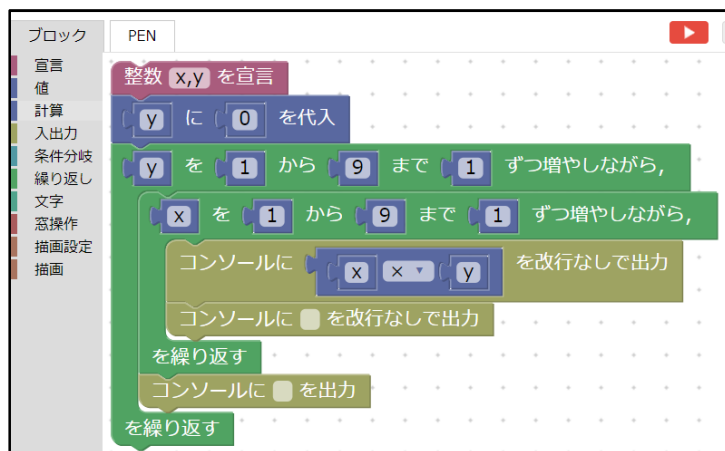 ブロック
PEN
宣言
値
計算
入出力
条件分岐
繰り返し
文字
窓操作
描画設定
描画
整数 x,y を宣言
y に 0 を代入
y を 1 から 9 まで 1 ずつ増やしながら,
x を 1 から 9 まで 1 ずつ増やしながら,
コンソールに x × y を改行なしで出力
コンソールに を改行なしで出力
を繰り返す
コンソールに を出力
を繰り返す